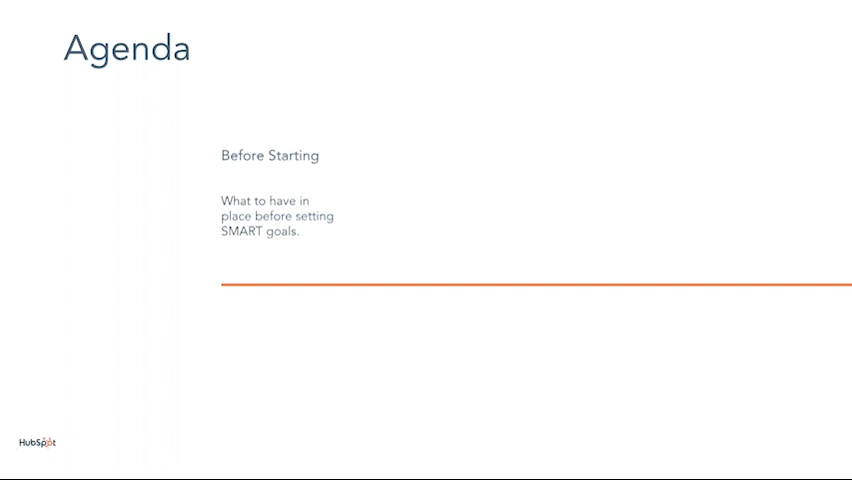 Agenda
Before Starting
What to have in
place before setting
SMART goals.
HubSpot